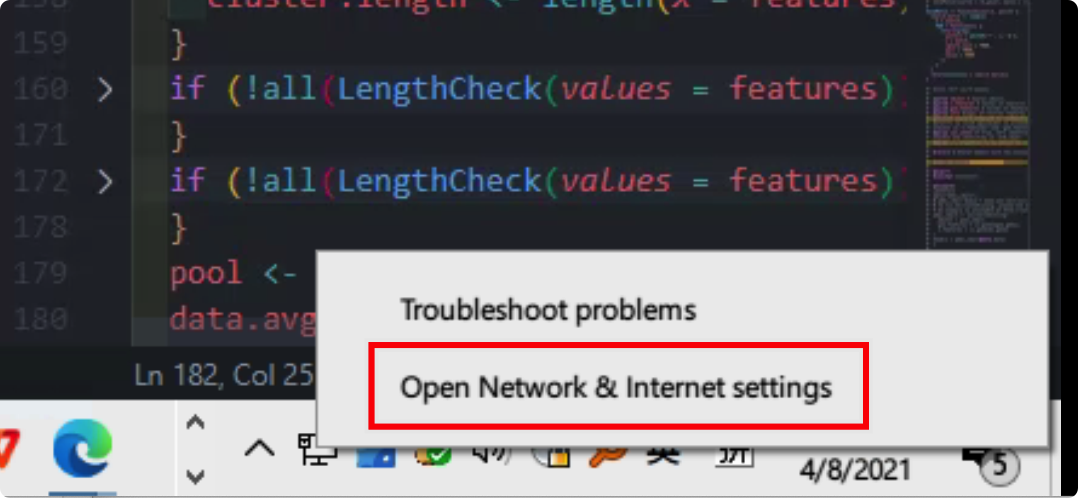 cluster.length <- length(x = features)
159 }
160 if (!all(LengthCheck(values = features)
171 }
172 if (!all(LengthCheck(values = features)
178 }
179 pool <-
180 data.avg
Troubleshoot problems
Open Network & Internet settings
Ln 182, Col 25
英 拼
4/8/2021
5